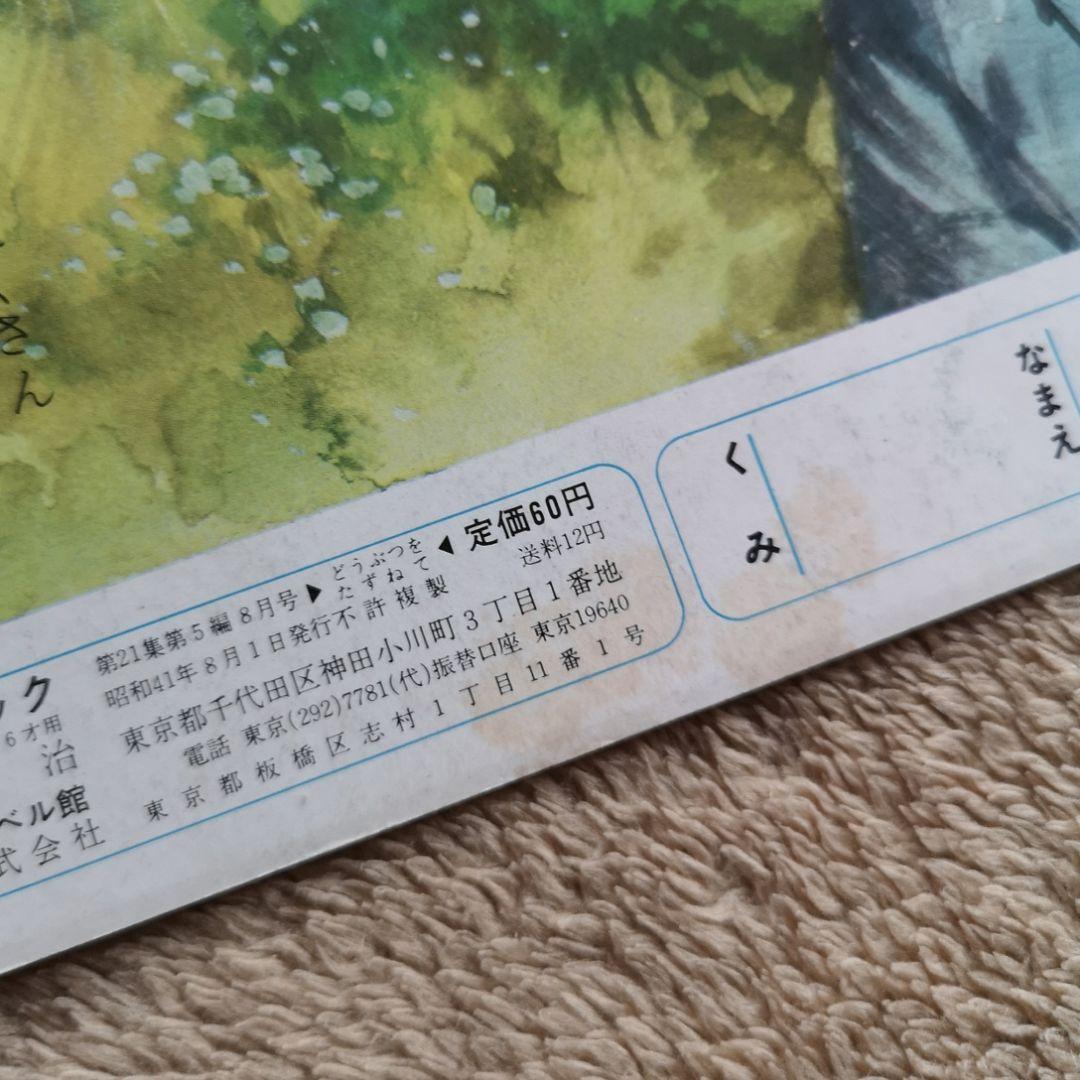 さん
第21集第5編8月号▶どうぶつをたずねて◀定価60円
昭和41年8月1日発行不許複製 送料12円
ック
6才用
東京都千代田区神田小川町3丁目1番地
治
電話 東京(292)7781(代)振替口座 東京19640
ベル館
東京都板橋区志村1丁目11番1号
式会社
くみ
なまえ